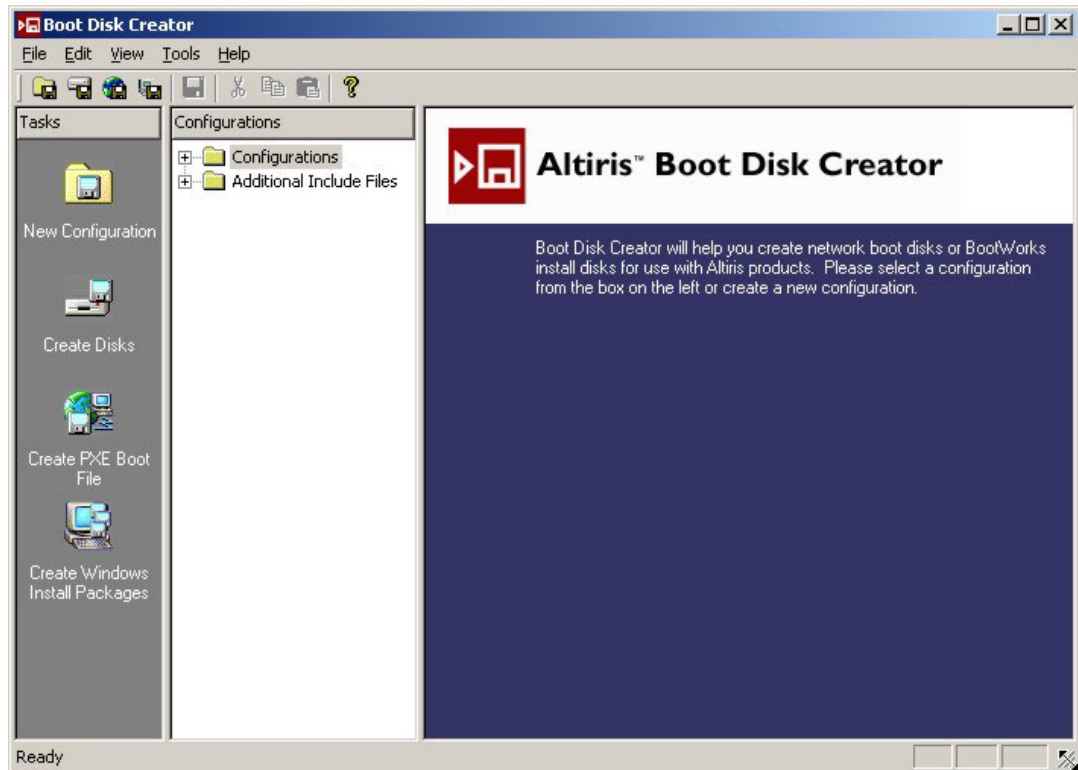 Boot Disk Creator
File Edit View Tools Help
Tasks
New Configuration
Create Disks
Create PXE Boot
File
Create Windows
Install Packages
Configurations
Configurations
Additional Include Files
Altiris™ Boot Disk Creator
Boot Disk Creator will help you create network boot disks or BootWorks
install disks for use with Altiris products.  Please select a configuration
from the box on the left or create a new configuration.
Ready